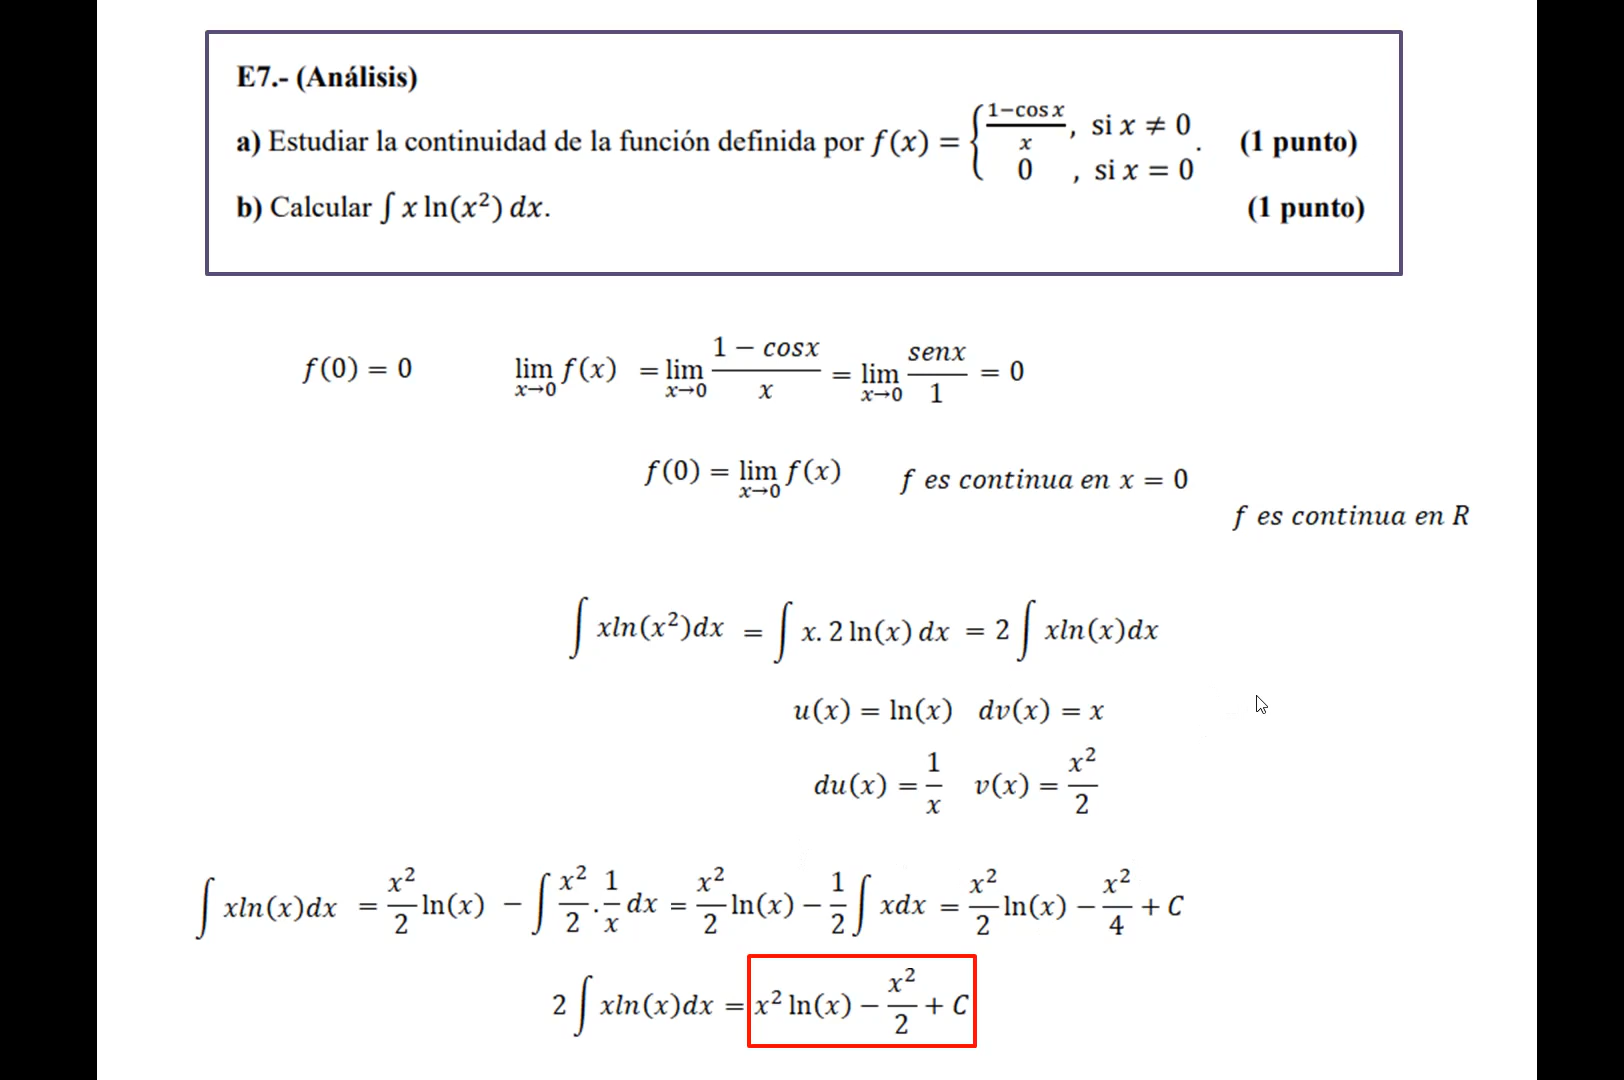 E7.- (Análisis)
a) Estudiar la continuidad de la función definida por f(x) = { (1−cos x)/x , si x ≠ 0 ; 0 , si x = 0 . (1 punto)
b) Calcular ∫ x ln(x²) dx. (1 punto)
f(0) = 0 lim x→0 f(x) = lim x→0 (1 − cosx)/x = lim x→0 senx/1 = 0
f(0) = lim x→0 f(x) f es continua en x = 0
f es continua en R
∫ xln(x²)dx = ∫ x. 2 ln(x) dx = 2 ∫ xln(x)dx
u(x) = ln(x) dv(x) = x
du(x) = 1/x v(x) = x²/2
∫ xln(x)dx = x²/2 ln(x) − ∫ x²/2 . 1/x dx = x²/2 ln(x) − 1/2 ∫ xdx = x²/2 ln(x) − x²/4 + C
2 ∫ xln(x)dx = x² ln(x) − x²/2 + C